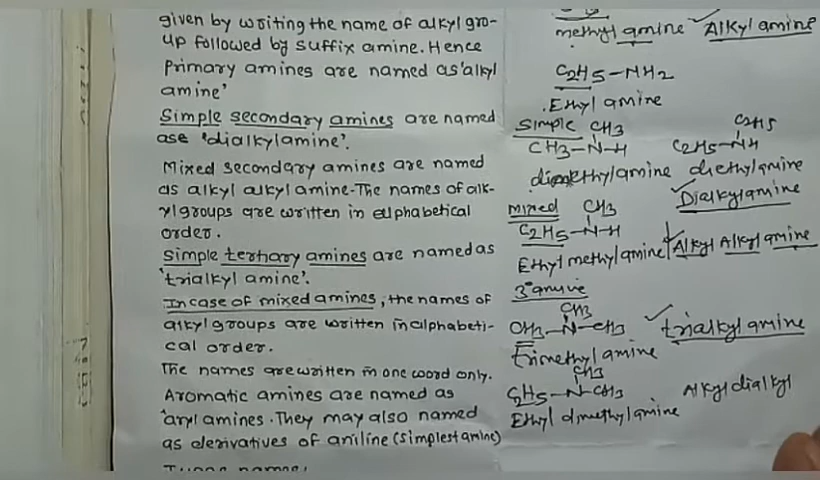 given by writing the name of alkyl gro-
up followed by suffix amine. Hence
Primary amines are named as 'alkyl
amine'
Simple secondary amines are named
ase 'dialkylamine'.
Mixed secondary amines are named
as alkyl alkyl amine-The names of alk-
yl groups are written in alphabetical
order.
Simple tertiary amines are named as
'trialkyl amine'.
In case of mixed amines, the names of
alkyl groups are written in alphabeti-
cal order.
The names are written in one word only.
Aromatic amines are named as
'aryl amines. They may also named
as derivatives of aniline (simplest amine)
methyl amine Alkyl amine
C2H5-NH2
Ethyl amine
Simple CH3 C2H5
CH3-N-H C2H5-NH
dimethylamine diethylamine
Dialkylamine
Mixed CH3
C2H5-N-H
Ethyl methylamine Alkyl Alkyl amine
3° amine
CH3
CH3-N-CH3 trialkyl amine
trimethyl amine
CH3
C2H5-N-CH3 Alkyl dialkyl
Ethyl dimethylamine